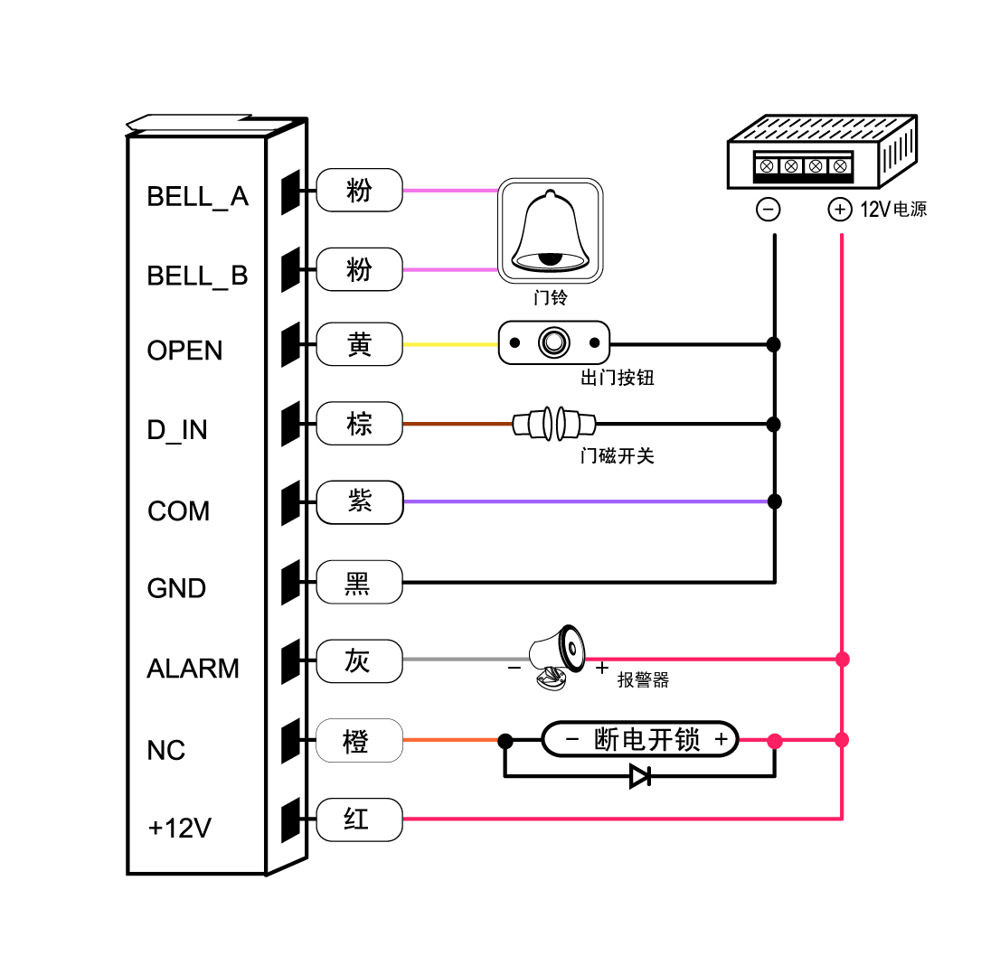 BELL_A
粉
BELL_B
粉
门铃
− + 12V电源
OPEN
黄
出门按钮
D_IN
棕
门磁开关
COM
紫
GND
黑
ALARM
灰
− + 报警器
NC
橙
− 断电开锁 +
+12V
红